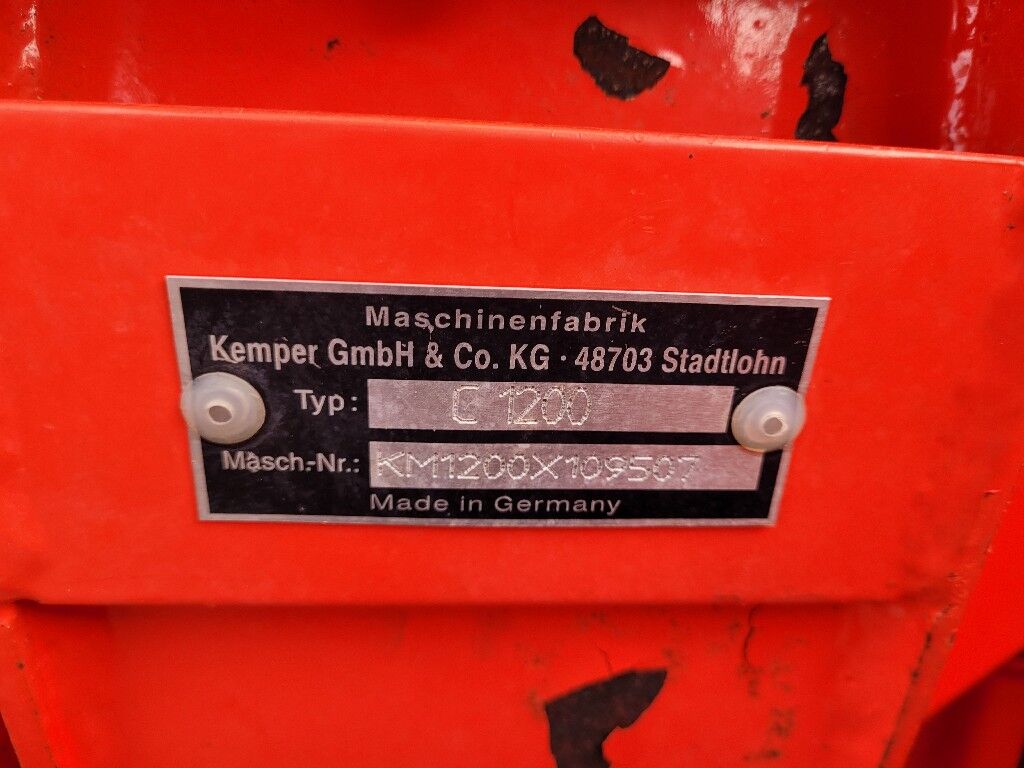 Maschinenfabrik
Kemper GmbH & Co. KG · 48703 Stadtlohn
Typ: C 1200
Masch.-Nr.: KM1200X109507
Made in Germany